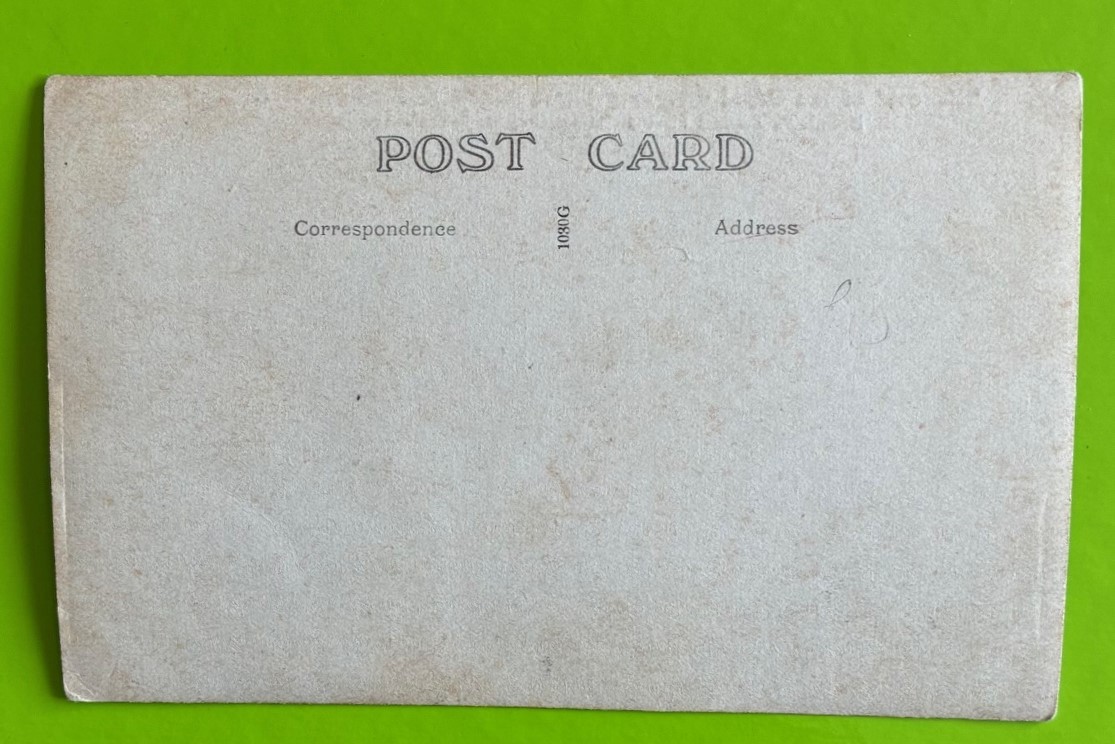 POST CARD
Correspondence
1030G
Address